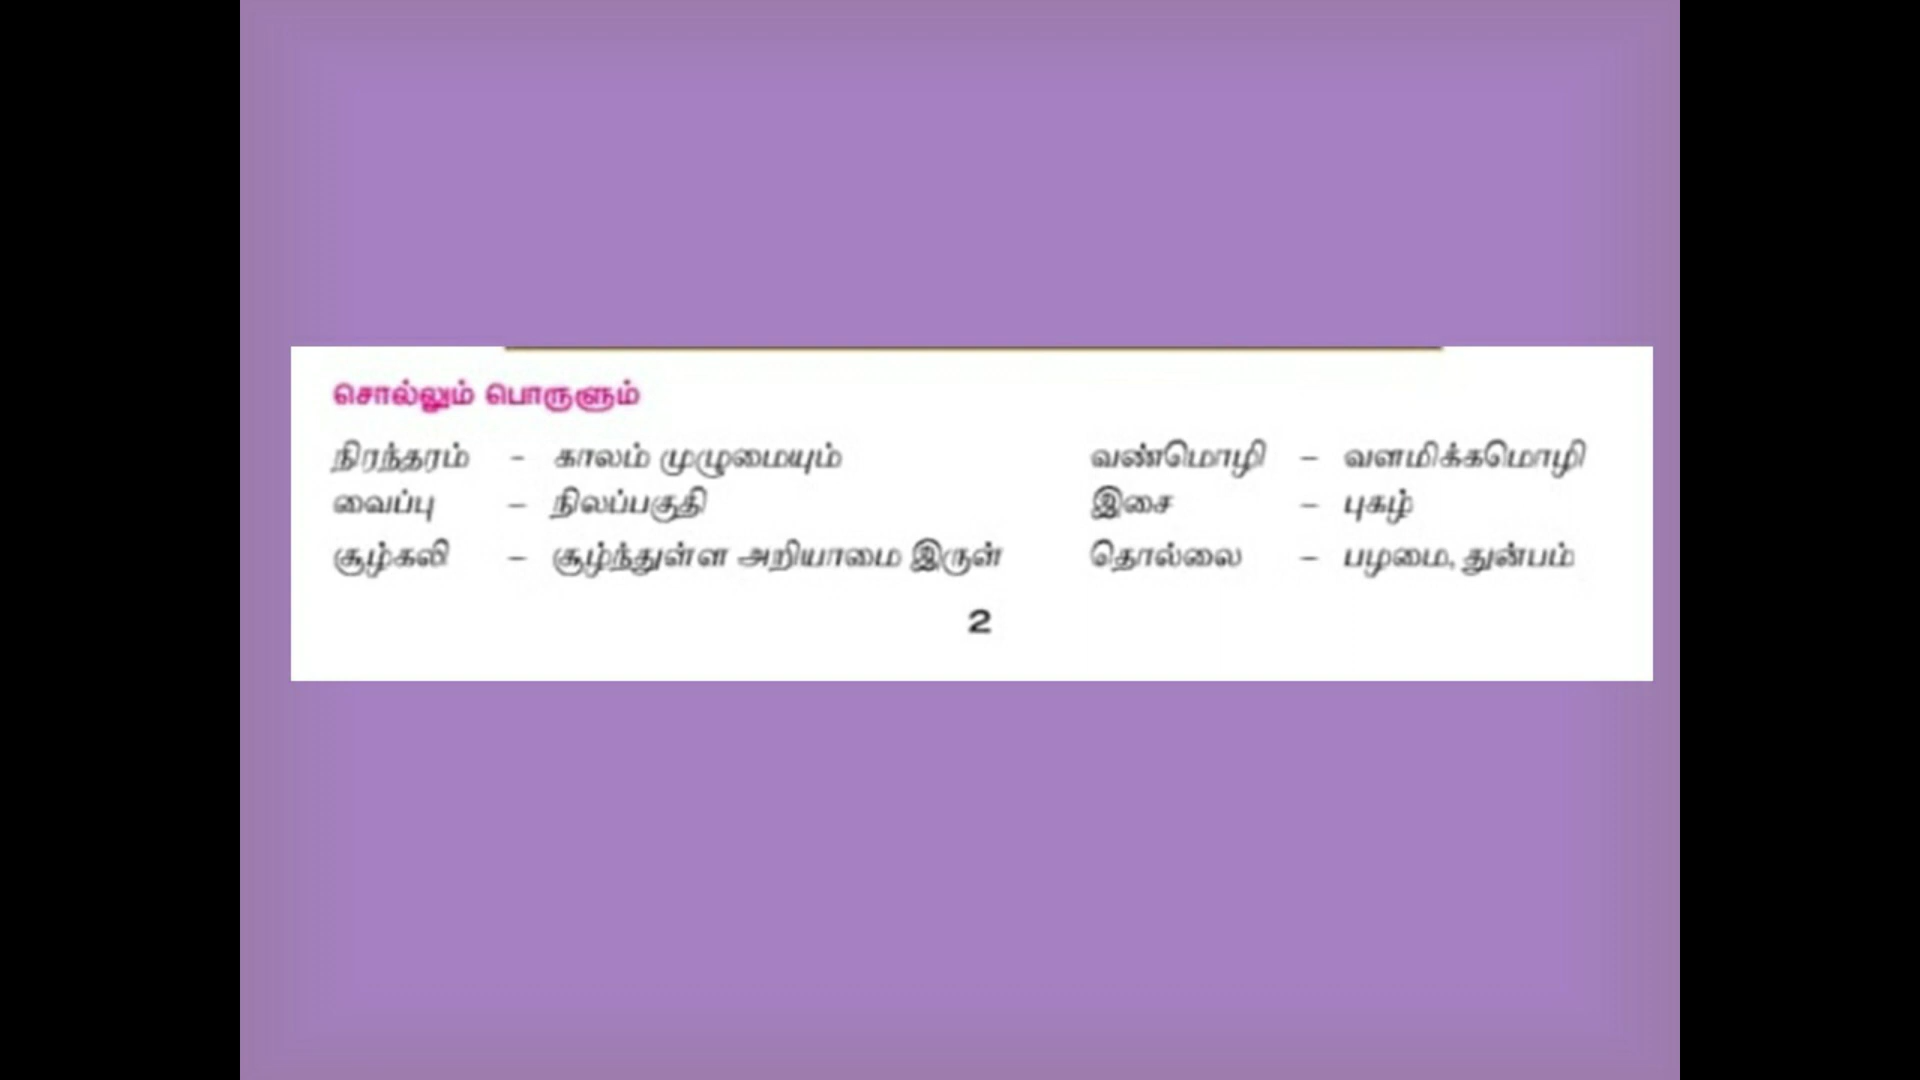 சொல்லும் பொருளும்
நிரந்தரம் - காலம் முழுமையும்
வைப்பு – நிலப்பகுதி
சூழ்கலி – சூழ்ந்துள்ள அறியாமை இருள்
வண்மொழி – வளமிக்கமொழி
இசை – புகழ்
தொல்லை – பழமை, துன்பம்
2